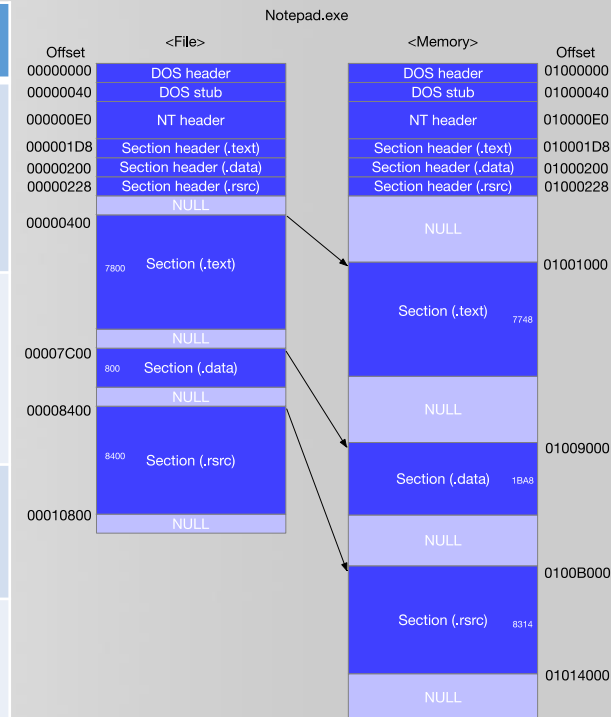 Notepad.exe
<File>
<Memory>
Offset
Offset
00000000
DOS header
DOS header
01000000
00000040
DOS stub
DOS stub
01000040
000000E0
NT header
NT header
010000E0
000001D8
Section header (.text)
Section header (.text)
010001D8
00000200
Section header (.data)
Section header (.data)
01000200
00000228
Section header (.rsrc)
Section header (.rsrc)
01000228
NULL
00000400
NULL
7800
Section (.text)
01001000
Section (.text)
7748
NULL
00007C00
800
Section (.data)
NULL
00008400
NULL
01009000
8400
Section (.rsrc)
Section (.data)
1BA8
00010800
NULL
NULL
0100B000
Section (.rsrc)
8314
01014000
NULL